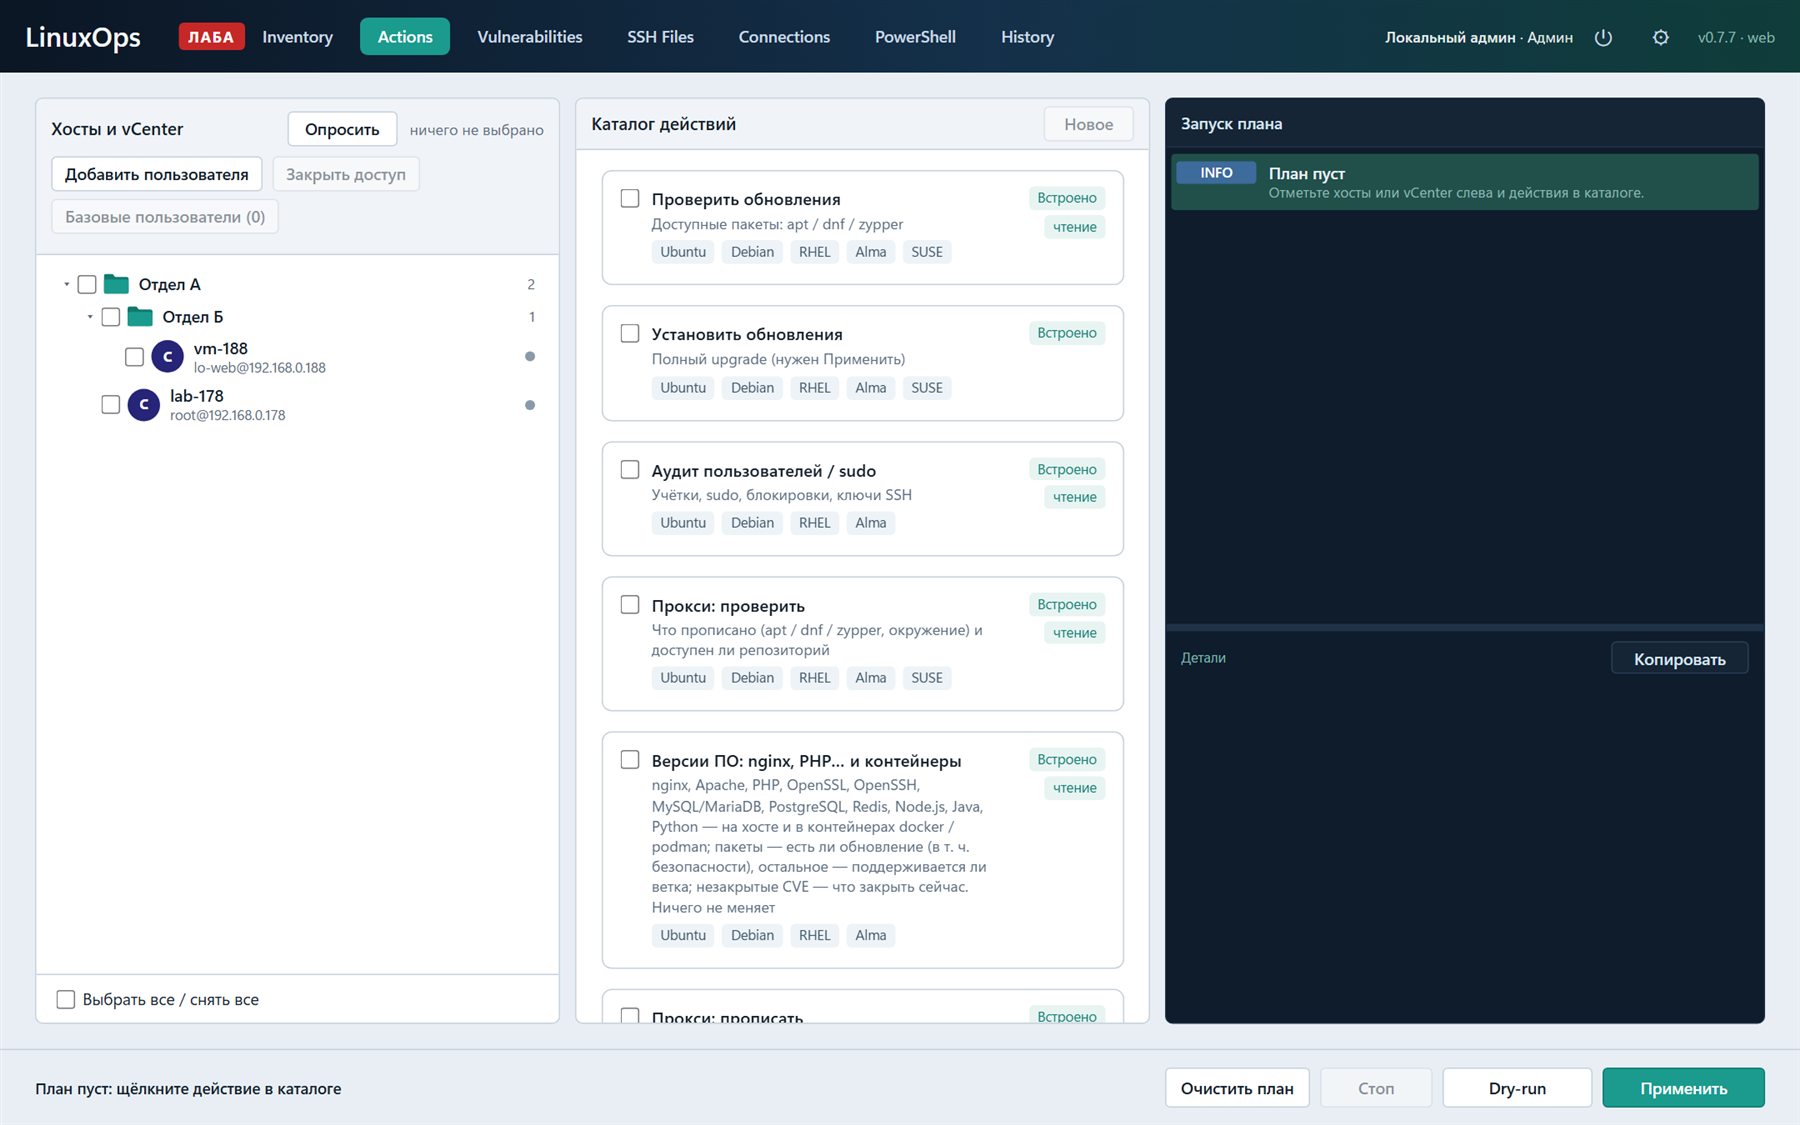 LinuxOps
ЛАБА
Inventory
Actions
Vulnerabilities
SSH Files
Connections
PowerShell
History
Локальный админ · Админ
v0.7.7 · web
Хосты и vCenter
Опросить
ничего не выбрано
Добавить пользователя
Закрыть доступ
Базовые пользователи (0)
Отдел А
2
Отдел Б
1
C
vm-188
lo-web@192.168.0.188
C
lab-178
root@192.168.0.178
Выбрать все / снять все
Каталог действий
Новое
Проверить обновления
Встроено
Доступные пакеты: apt / dnf / zypper
чтение
Ubuntu
Debian
RHEL
Alma
SUSE
Установить обновления
Встроено
Полный upgrade (нужен Применить)
Ubuntu
Debian
RHEL
Alma
SUSE
Аудит пользователей / sudo
Встроено
Учётки, sudo, блокировки, ключи SSH
чтение
Ubuntu
Debian
RHEL
Alma
Прокси: проверить
Встроено
Что прописано (apt / dnf / zypper, окружение) и
доступен ли репозиторий
чтение
Ubuntu
Debian
RHEL
Alma
SUSE
Версии ПО: nginx, PHP... и контейнеры
Встроено
чтение
nginx, Apache, PHP, OpenSSL, OpenSSH,
MySQL/MariaDB, PostgreSQL, Redis, Node.js, Java,
Python — на хосте и в контейнерах docker /
podman; пакеты — есть ли обновление (в т. ч.
безопасности), остальное — поддерживается ли
ветка; незакрытые CVE — что закрыть сейчас.
Ничего не меняет
Ubuntu
Debian
RHEL
Alma
Прокси: прописать
Встроено
Запуск плана
INFO
План пуст
Отметьте хосты или vCenter слева и действия в каталоге.
Детали
Копировать
План пуст: щёлкните действие в каталоге
Очистить план
Стоп
Dry-run
Применить